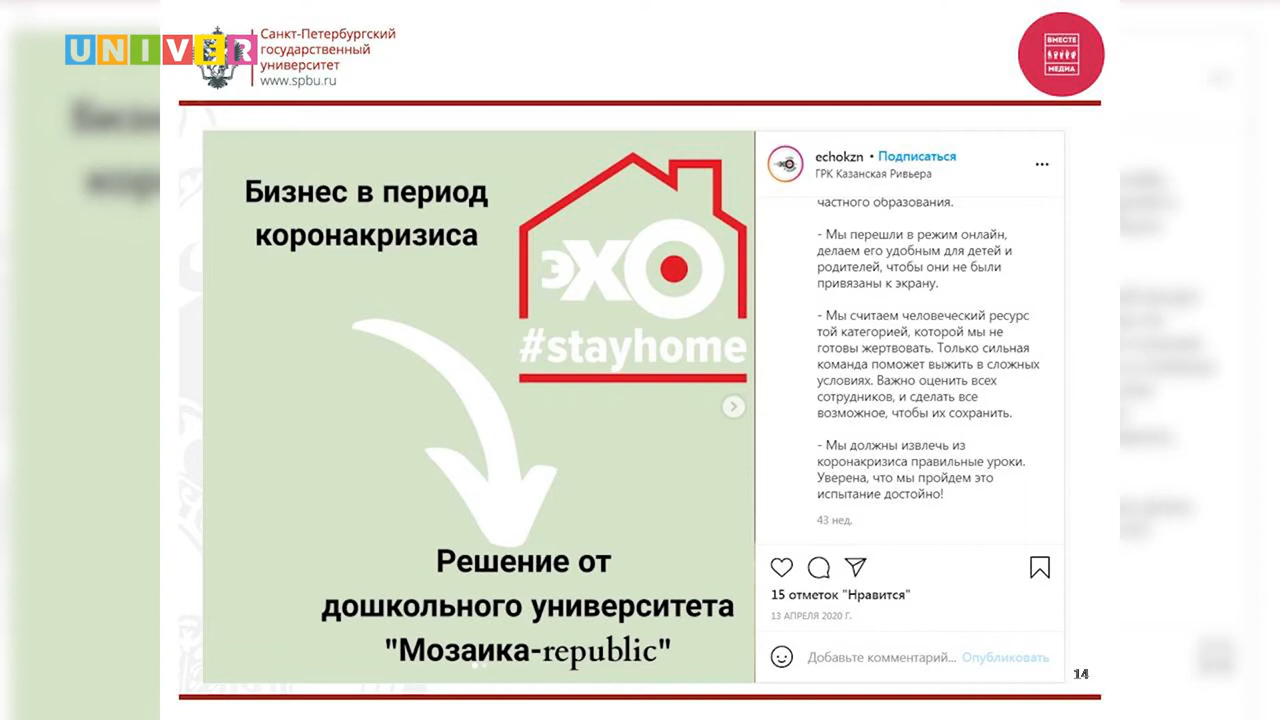 UNIVER
Санкт-Петербургский
государственный
университет
www.spbu.ru
ВМЕСТЕ
МЕДИА
Бизнес в период
коронакризиса
эхо
#stayhome
Решение от
дошкольного университета
"Мозаика-republic"
echokzn • Подписаться
ГРК Казанская Ривьера
частного образования.
- Мы перешли в режим онлайн,
делаем его удобным для детей и
родителей, чтобы они не были
привязаны к экрану.
- Мы считаем человеческий ресурс
той категорией, которой мы не
готовы жертвовать. Только сильная
команда поможет выжить в сложных
условиях. Важно оценить всех
сотрудников, и сделать все
возможное, чтобы их сохранить.
- Мы должны извлечь из
коронакризиса правильные уроки.
Уверена, что мы пройдем это
испытание достойно!
43 нед.
15 отметок "Нравится"
13 АПРЕЛЯ 2020 Г.
Добавьте комментарий... Опубликовать
14